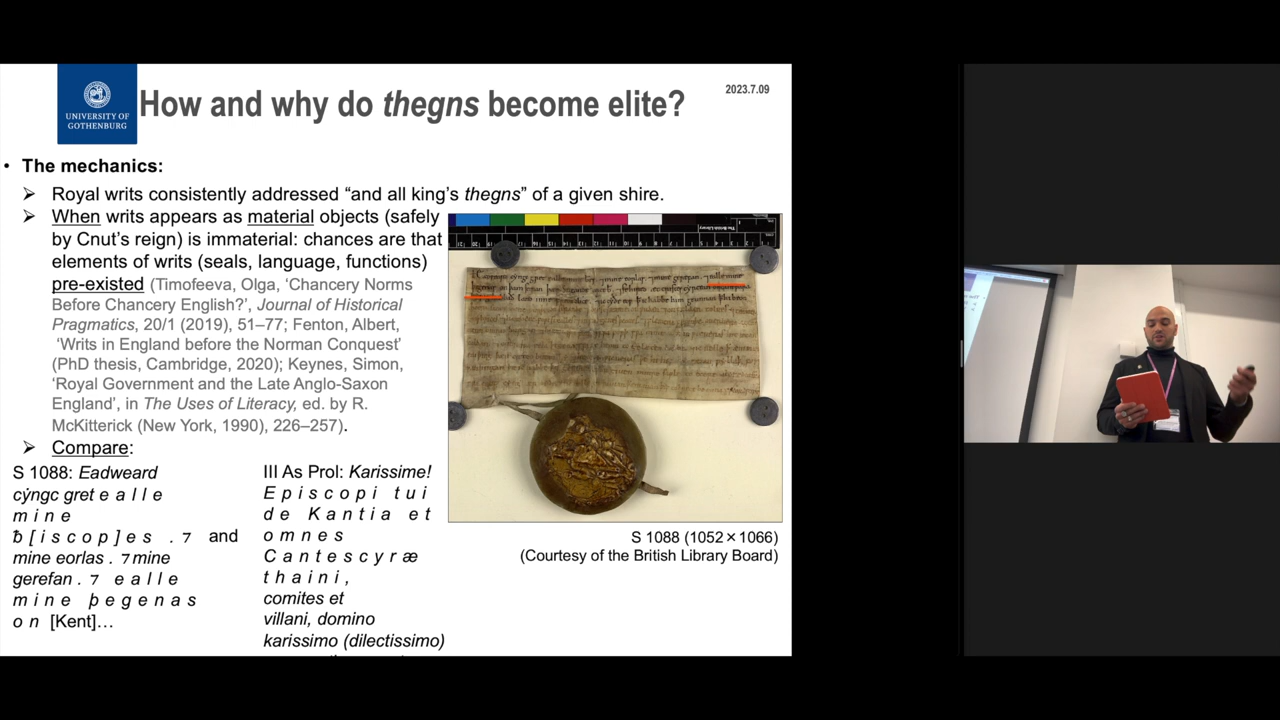 UNIVERSITY OF
GOTHENBURG
How and why do thegns become elite?
2023.7.09
• The mechanics:
➢ Royal writs consistently addressed “and all king’s thegns” of a given shire.
➢ When writs appears as material objects (safely
by Cnut’s reign) is immaterial: chances are that
elements of writs (seals, language, functions)
pre-existed (Timofeeva, Olga, ‘Chancery Norms
Before Chancery English?’, Journal of Historical
Pragmatics, 20/1 (2019), 51–77; Fenton, Albert,
‘Writs in England before the Norman Conquest’
(PhD thesis, Cambridge, 2020); Keynes, Simon,
‘Royal Government and the Late Anglo-Saxon
England’, in The Uses of Literacy, ed. by R.
McKitterick (New York, 1990), 226–257).
➢ Compare:
S 1088: Eadweard
cẏngc gret e a l l e
m i n e
ƀ [ i s c o p ] e s . ⁊ and
mine eorlas . ⁊ mine
gerefan . ⁊ e a l l e
m i n e þ e g e n a s
o n [Kent]…
III As Prol: Karissime!
E p i s c o p i t u i
d e K a n t i a e t
o m n e s
C a n t e s c y r æ
t h a i n i ,
comites et
villani, domino
karissimo (dilectissimo)
S 1088 (1052 × 1066)
(Courtesy of the British Library Board)